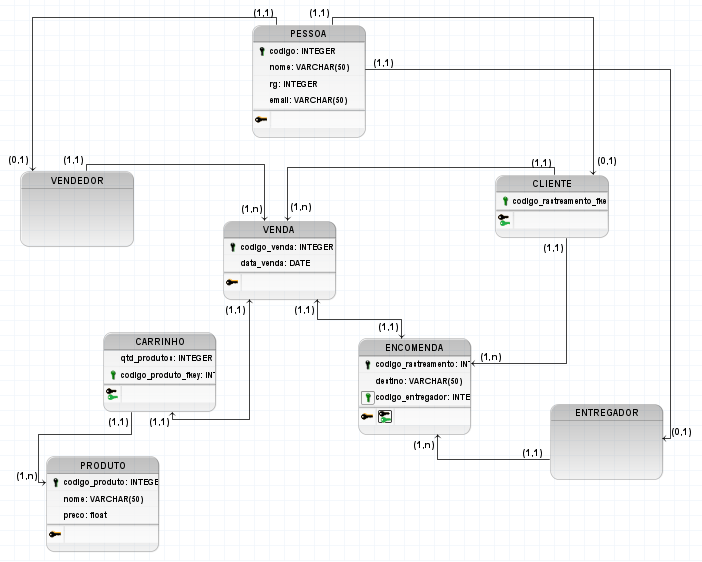 (1,1)
(1,1)
PESSOA
codigo: INTEGER
nome: VARCHAR(50)
rg: INTEGER
email: VARCHAR(50)
(1,1)
(0,1)
(1,1)
(1,1)
(0,1)
VENDEDOR
CLIENTE
codigo_rastreamento_fke
(1,n)
(1,n)
VENDA
codigo_venda: INTEGER
data_venda: DATE
(1,1)
(1,1)
(1,1)
(1,1)
CARRINHO
qtd_produtos: INTEGER
codigo_produto_fkey: INT
(1,1)
(1,1)
ENCOMENDA
codigo_rastreamento: INT
destino: VARCHAR(50)
codigo_entregador: INTE
(1,n)
(1,n)
(1,1)
ENTREGADOR
(0,1)
(1,n)
PRODUTO
codigo_produto: INTEGE
nome: VARCHAR(50)
preco: float